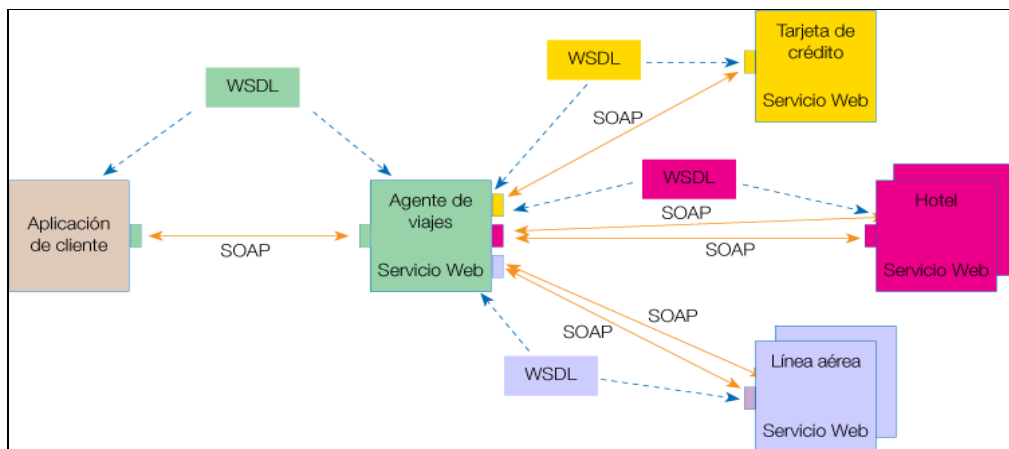 Tarjeta de
crédito
Servicio Web
WSDL
SOAP
WSDL
WSDL
Hotel
SOAP
SOAP
Servicio Web
Aplicación
de cliente
SOAP
Agente de
viajes
Servicio Web
SOAP
SOAP
WSDL
Línea aérea
Servicio Web